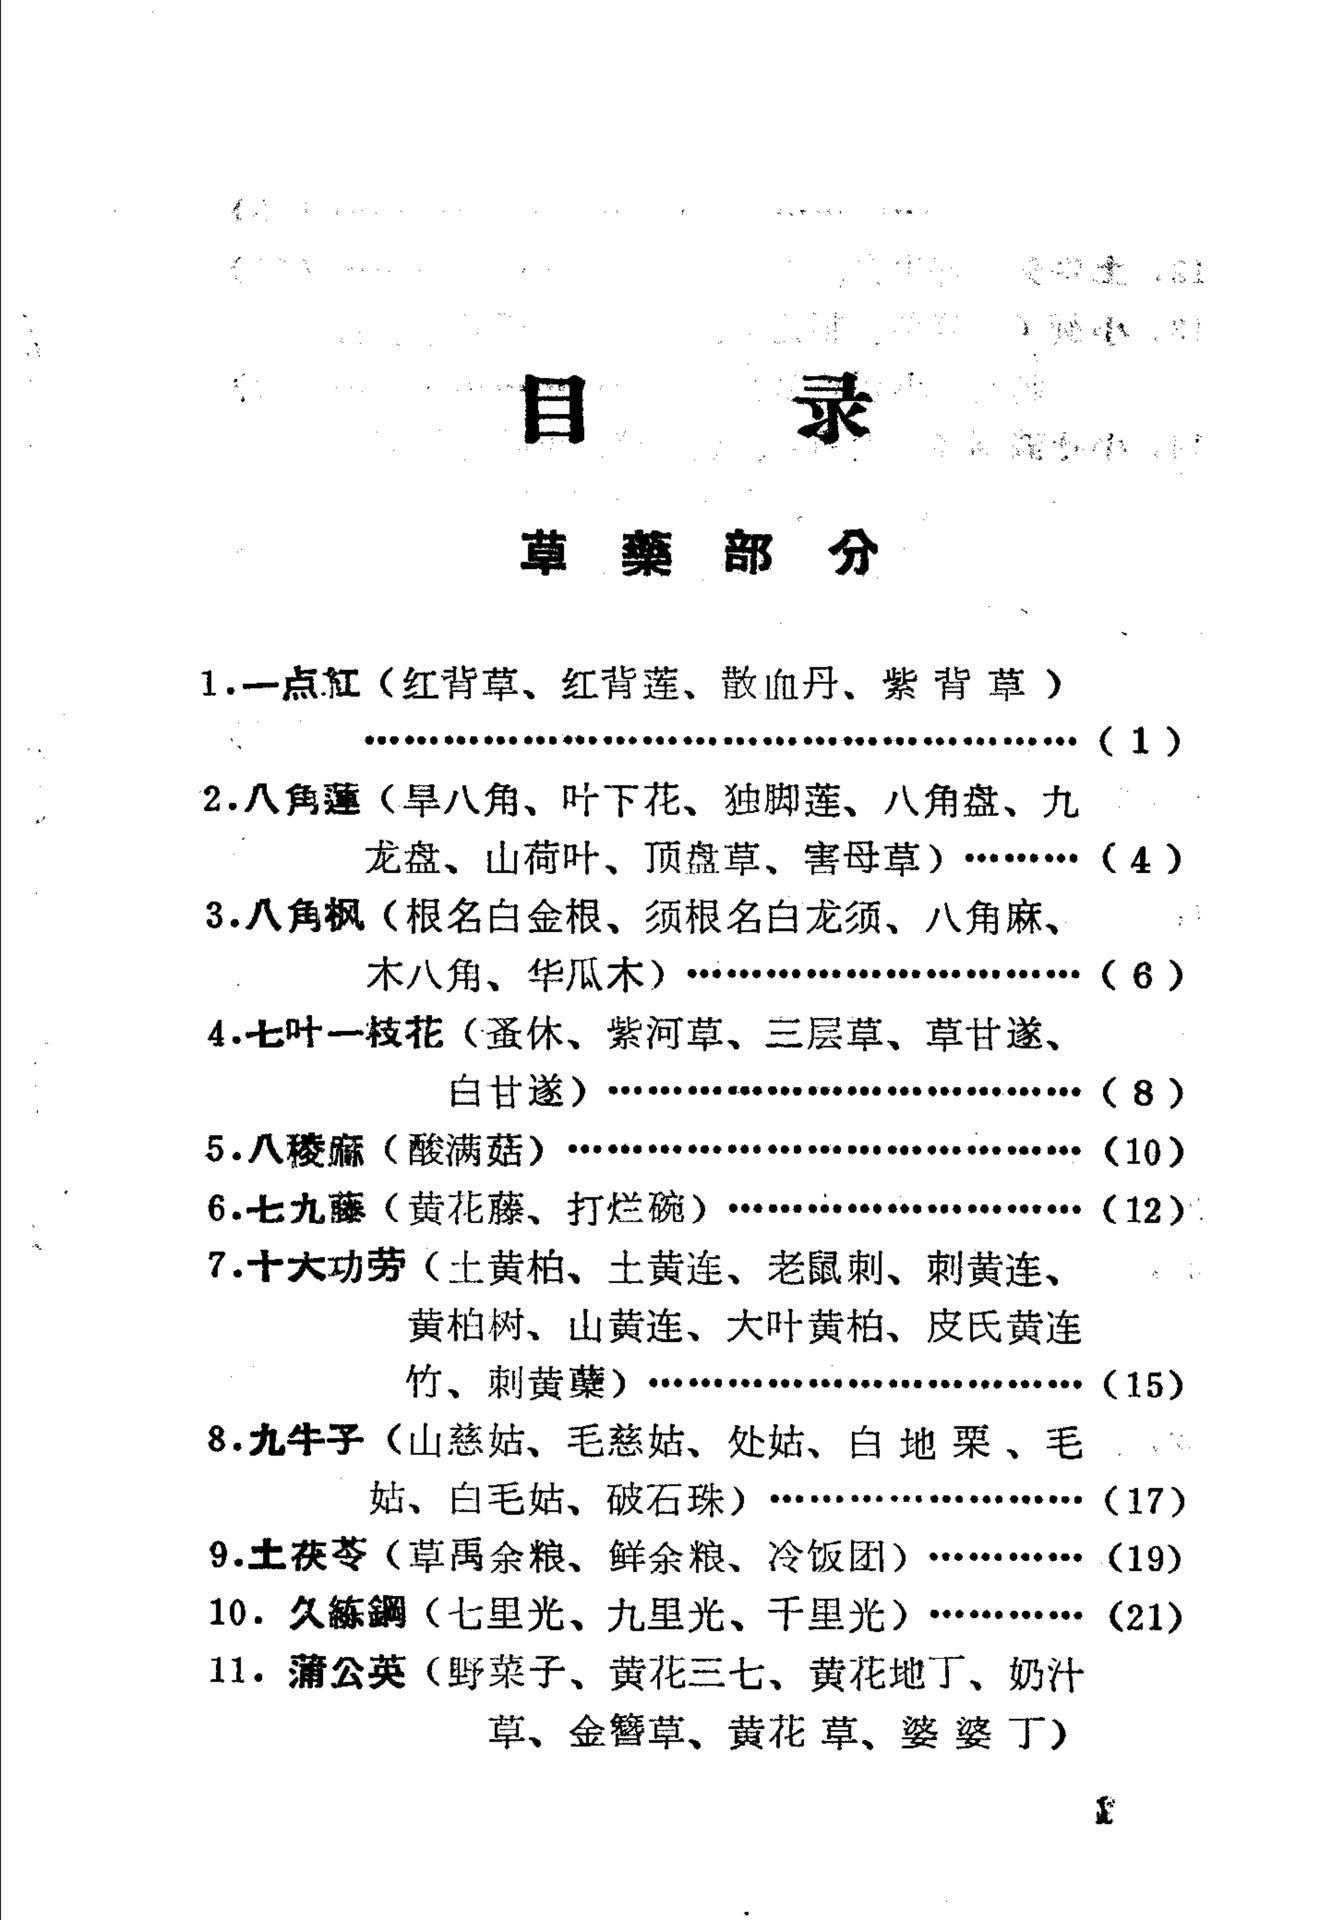 目录
草藥部分
1.一点紅（红背草、红背莲、散血丹、紫背草）
……………………………………………（1）
2.八角蓮（旱八角、叶下花、独脚莲、八角盘、九
龙盘、山荷叶、顶盘草、害母草）………（4）
3.八角枫（根名白金根、须根名白龙须、八角麻、
木八角、华瓜木）…………………………（6）
4.七叶一枝花（蚤休、紫河草、三层草、草甘遂、
白甘遂）………………………………（8）
5.八稜麻（酸满菇）…………………………………（10）
6.七九藤（黄花藤、打烂碗）………………………（12）
7.十大功劳（土黄柏、土黄连、老鼠刺、刺黄连、
黄柏树、山黄连、大叶黄柏、皮氏黄连
竹、刺黄蘗）……………………………（15）
8.九牛子（山慈姑、毛慈姑、处姑、白地栗、毛
姑、白毛姑、破石珠）……………………（17）
9.土茯苓（草禹余粮、鲜余粮、冷饭团）…………（19）
10. 久練鋼（七里光、九里光、千里光）…………（21）
11. 蒲公英（野菜子、黄花三七、黄花地丁、奶汁
草、金簪草、黄花草、婆婆丁）
1